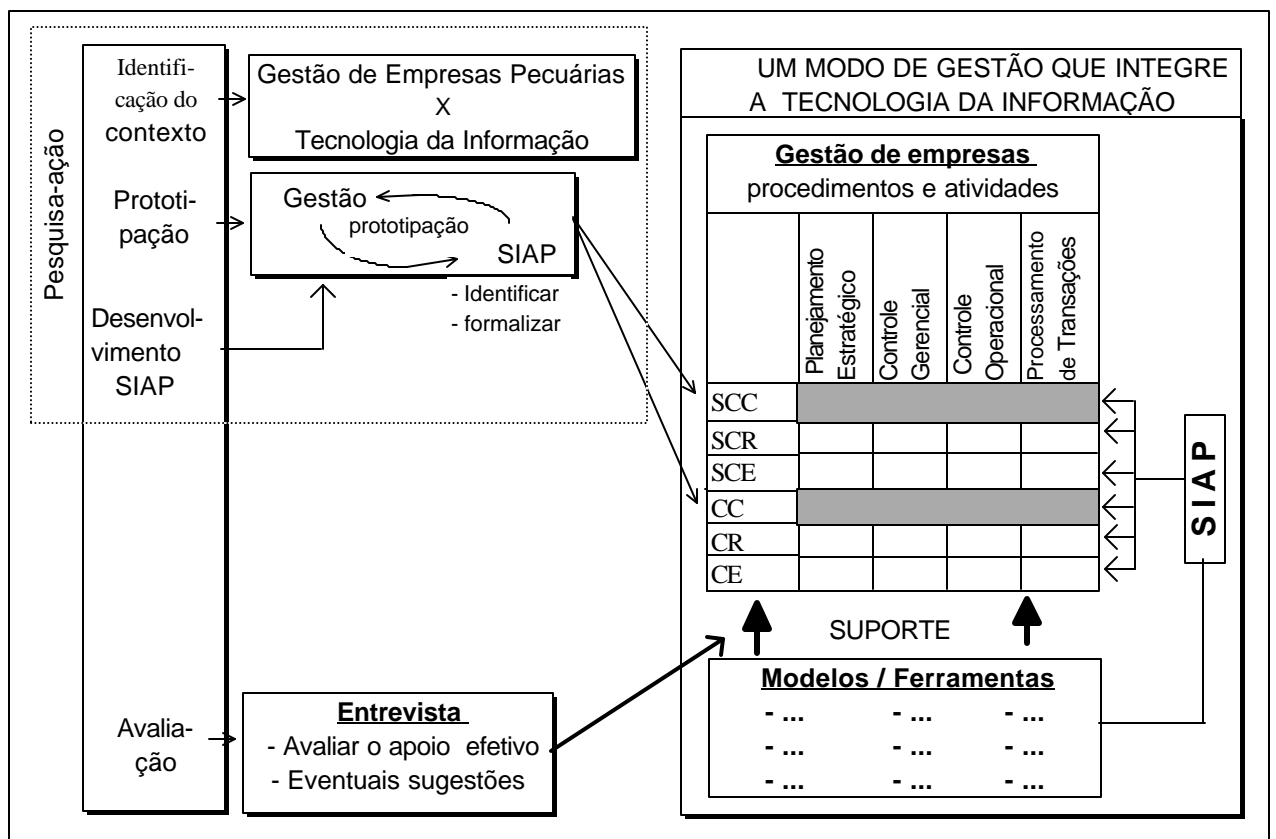 Pesquisa-ação
Identifi-
cação do
contexto
Prototi-
pação
Desenvol-
vimento
SIAP
Avalia-
ção
Gestão de Empresas Pecuárias
X
Tecnologia da Informação
Gestão
prototipação
SIAP
- Identificar
- formalizar
Entrevista
- Avaliar o apoio efetivo
- Eventuais sugestões
UM MODO DE GESTÃO QUE INTEGRE
A TECNOLOGIA DA INFORMAÇÃO
Gestão de empresas
procedimentos e atividades
Planejamento
Estratégico
Controle
Gerencial
Controle
Operacional
Processamento
de Transações
SCC
SCR
SCE
CC
CR
CE
SIAP
SUPORTE
Modelos / Ferramentas
- ... - ... - ...
- ... - ... - ...
- ... - ... - ...